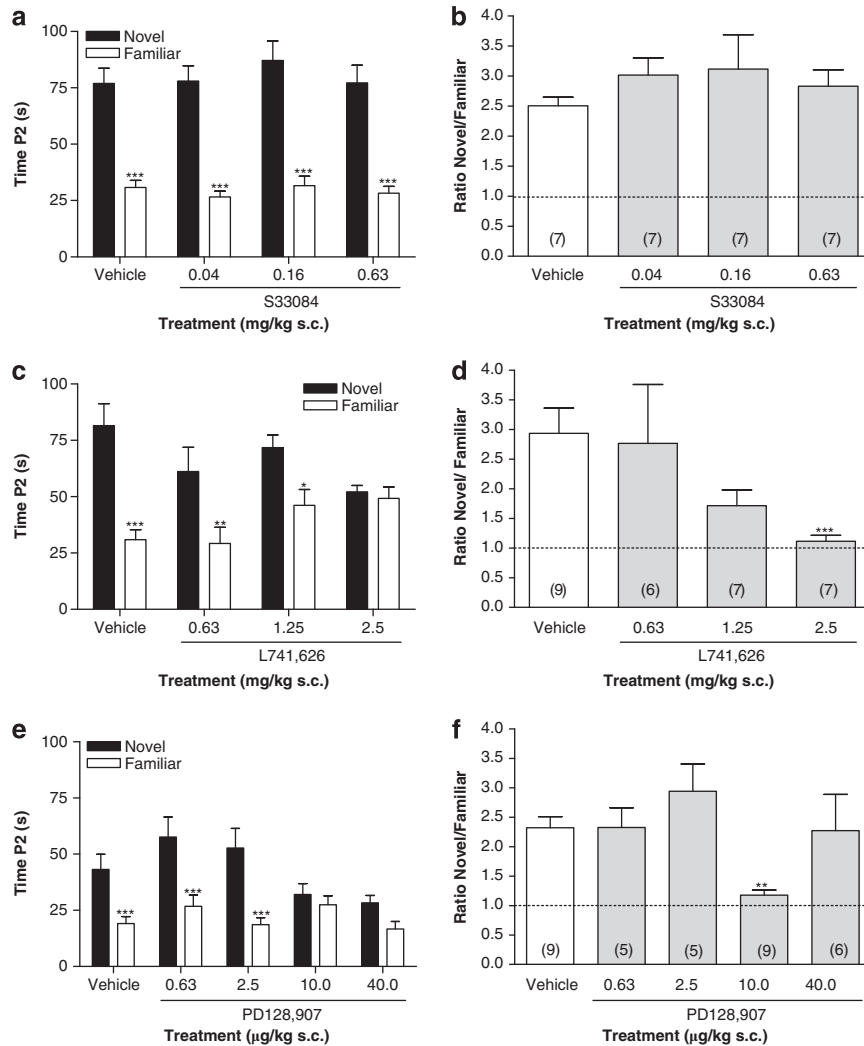 a
Novel
Familiar
Time P2 (s)
100
75
50
25
0
***
***
***
***
Vehicle
0.04
0.16
0.63
S33084
Treatment (mg/kg s.c.)
b
Ratio Novel/Familiar
4.0
3.5
3.0
2.5
2.0
1.5
1.0
0.5
0.0
(7)
(7)
(7)
(7)
Vehicle
0.04
0.16
0.63
S33084
Treatment (mg/kg s.c.)
c
Novel
Familiar
Time P2 (s)
100
75
50
25
0
***
**
*
Vehicle
0.63
1.25
2.5
L741,626
Treatment (mg/kg s.c.)
d
Ratio Novel/ Familiar
4.0
3.5
3.0
2.5
2.0
1.5
1.0
0.5
0.0
***
(9)
(6)
(7)
(7)
Vehicle
0.63
1.25
2.5
L741,626
Treatment (mg/kg s.c.)
e
Novel
Familiar
Time P2 (s)
100
75
50
25
0
***
***
***
Vehicle
0.63
2.5
10.0
40.0
PD128,907
Treatment (μg/kg s.c.)
f
Ratio Novel/Familiar
4.0
3.5
3.0
2.5
2.0
1.5
1.0
0.5
0.0
**
(9)
(5)
(5)
(9)
(6)
Vehicle
0.63
2.5
10.0
40.0
PD128,907
Treatment (μg/kg s.c.)